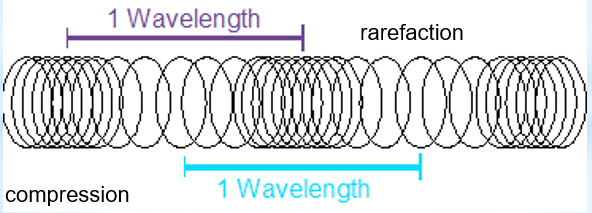 1 Wavelength
rarefaction
compression
1 Wavelength